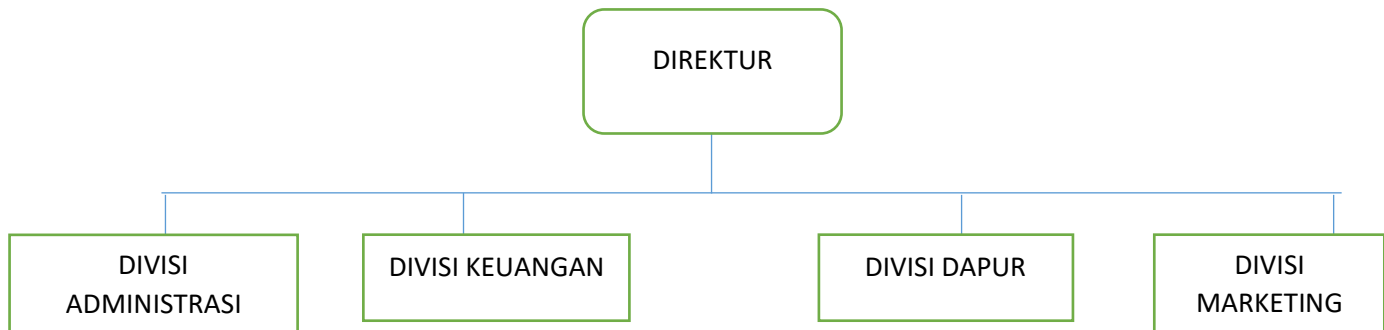 DIREKTUR
DIVISI
ADMINISTRASI
DIVISI KEUANGAN
DIVISI DAPUR
DIVISI
MARKETING